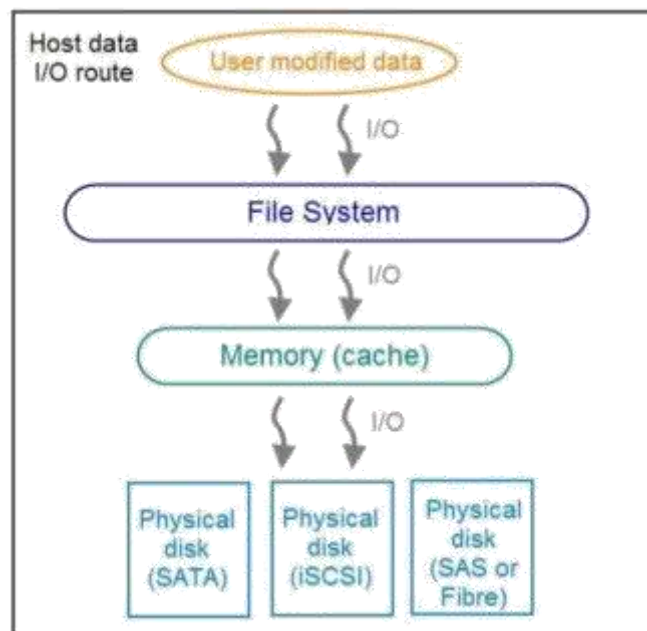 Host data
I/O route
User modified data
I/O
File System
I/O
Memory (cache)
I/O
Physical
disk
(SATA)
Physical
disk
(iSCSI)
Physical
disk
(SAS or
Fibre)